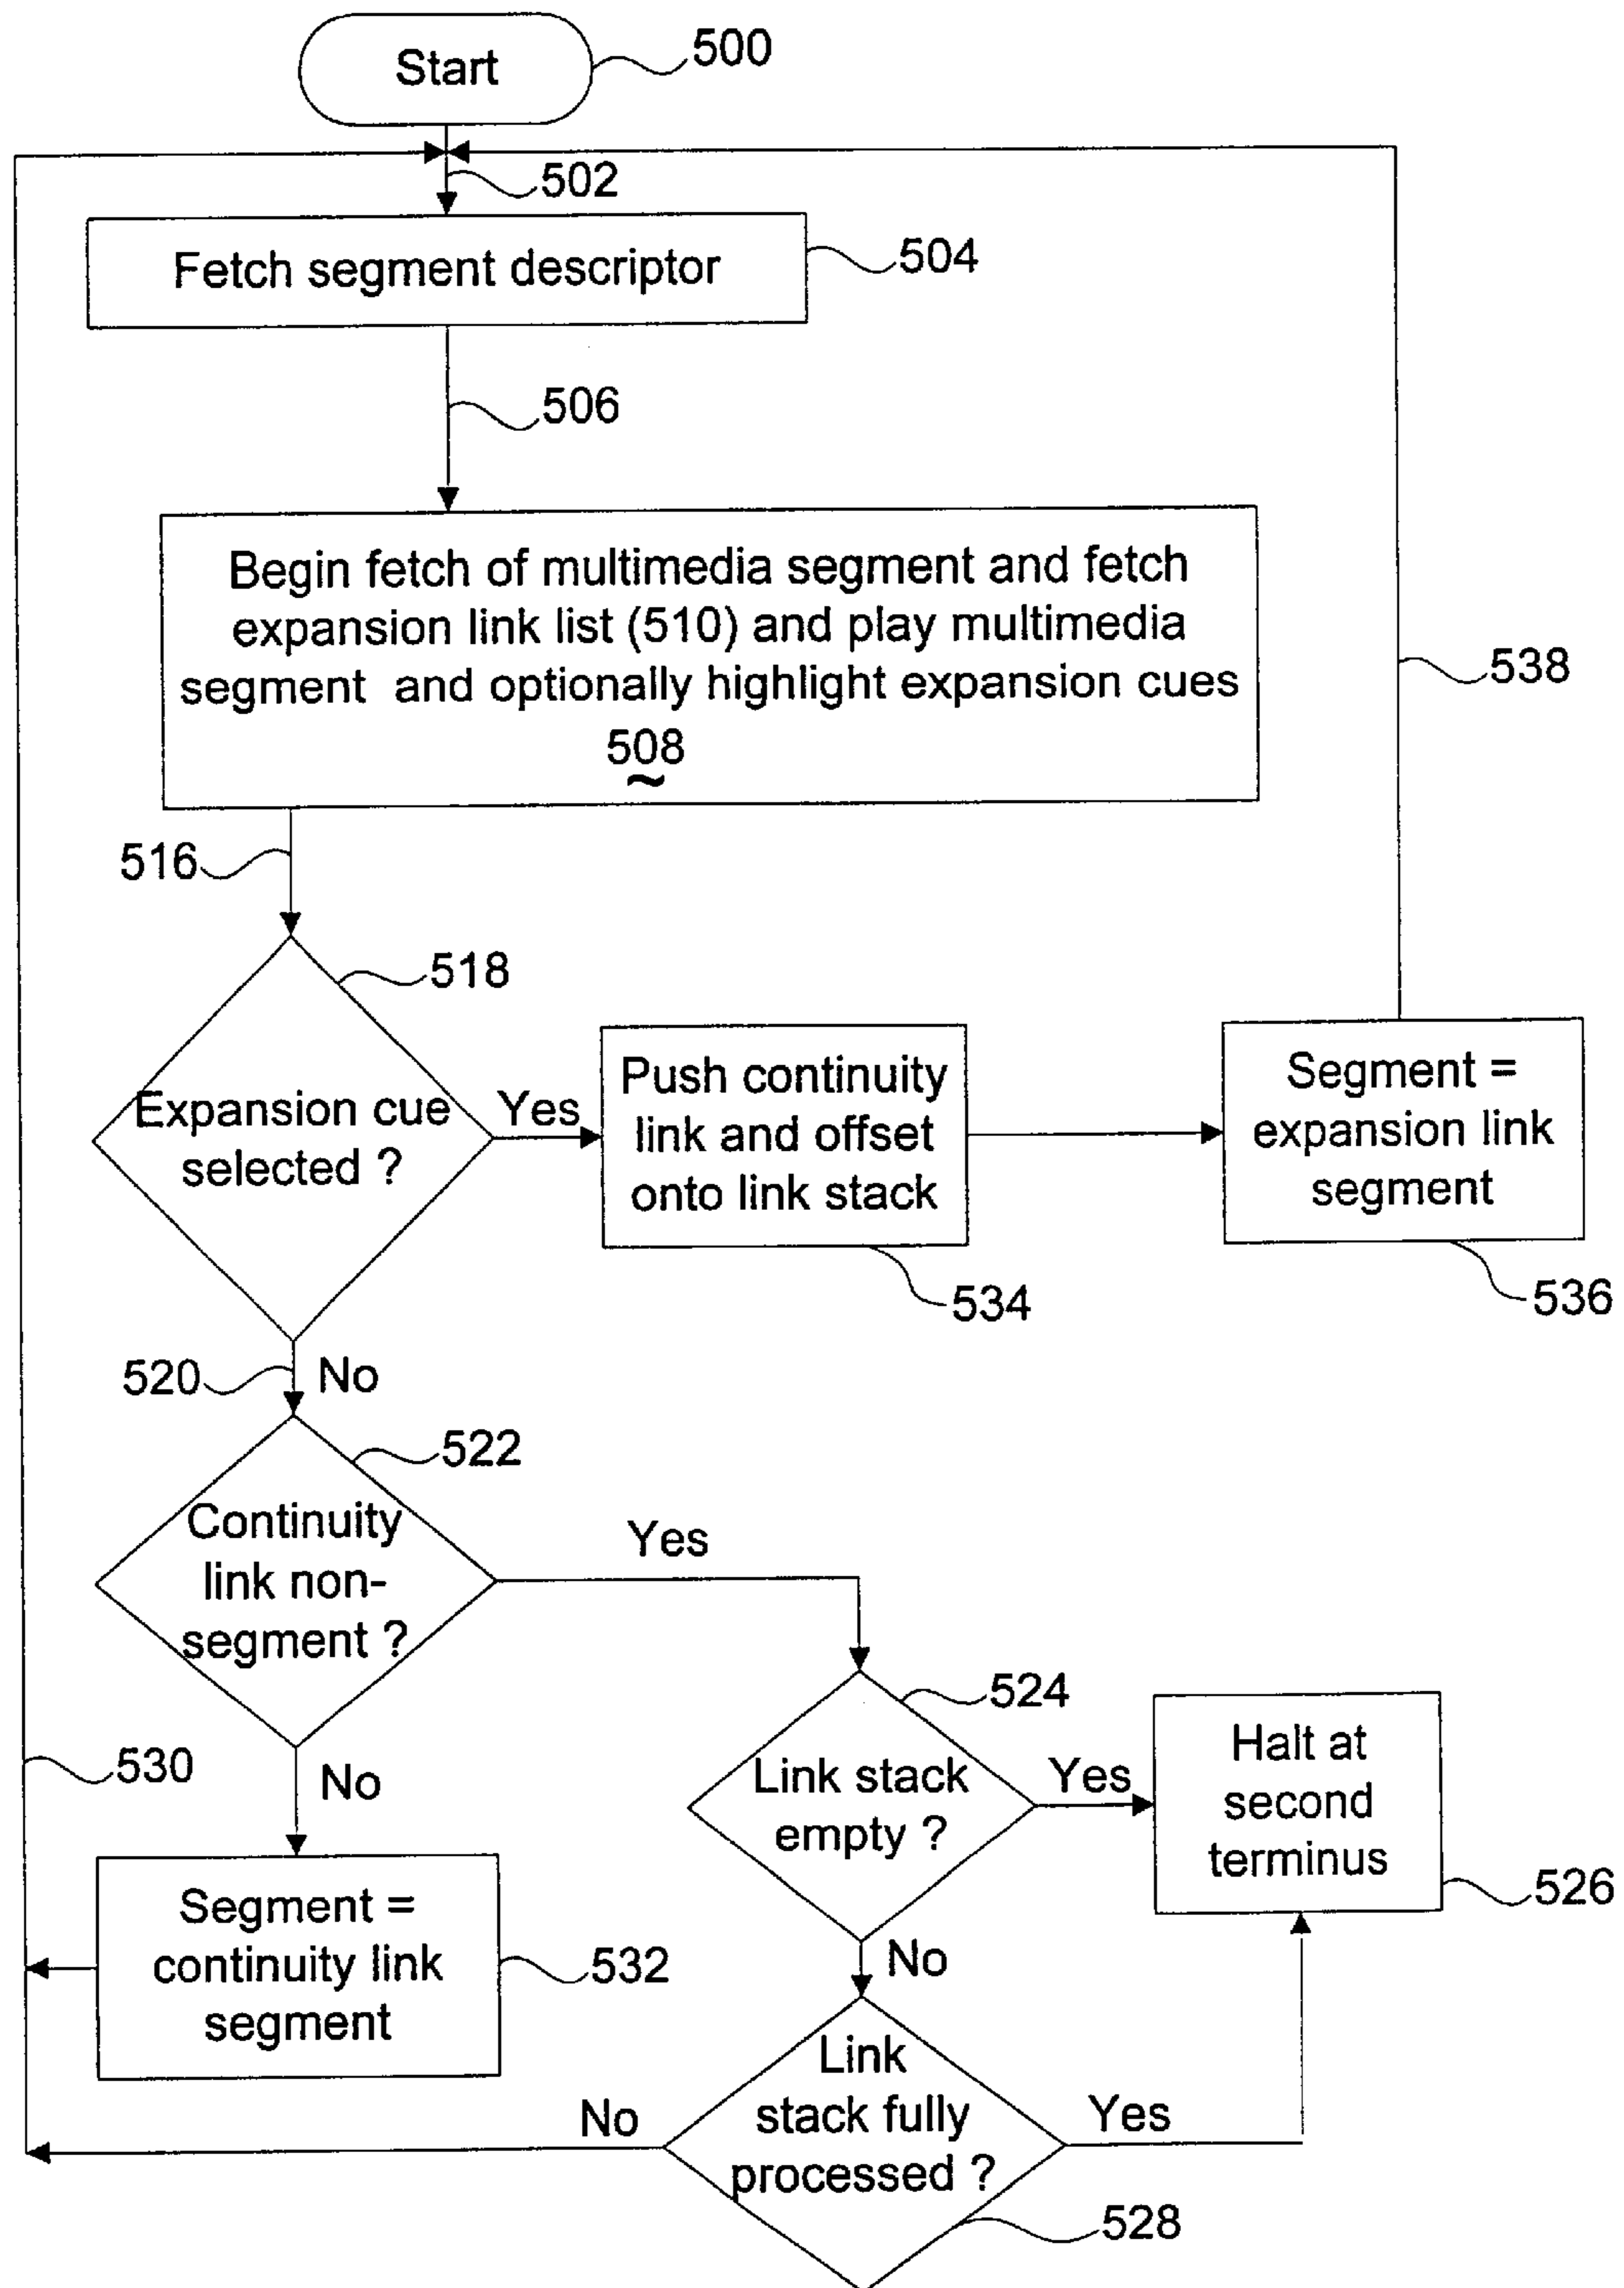 Start
500
502
Fetch segment descriptor
504
506
Begin fetch of multimedia segment and fetch
expansion link list (510) and play multimedia
segment and optionally highlight expansion cues
508
538
516
518
Expansion cue
selected ?
Yes
Push continuity
link and offset
onto link stack
534
Segment =
expansion link
segment
536
520
No
522
Continuity
link non-
segment ?
Yes
524
Link stack
empty ?
Yes
Halt at
second
terminus
526
530
No
Segment =
continuity link
segment
532
No
Link
stack fully
processed ?
No
Yes
528